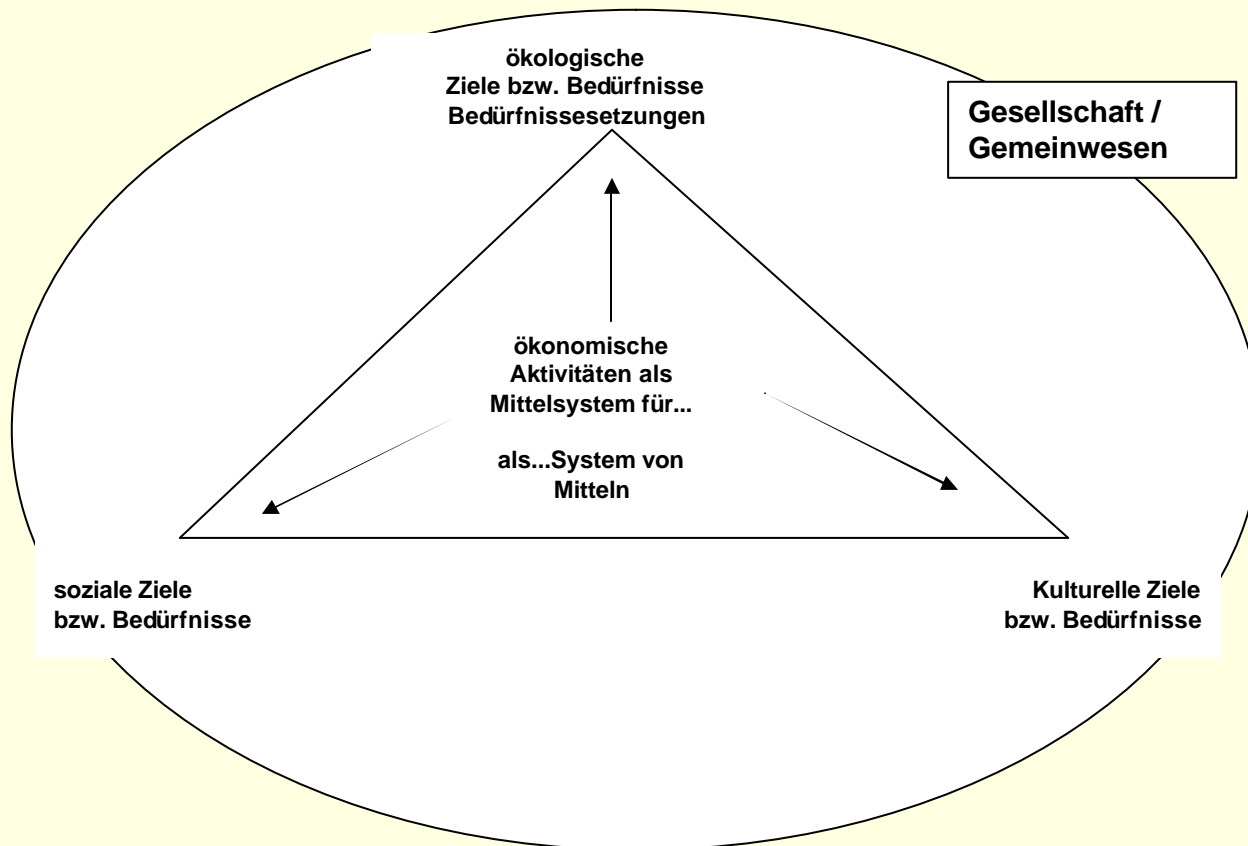 ökologische
Ziele bzw. Bedürfnisse
Bedürfnissesetzungen
Gesellschaft /
Gemeinwesen
ökonomische
Aktivitäten als
Mittelsystem für...
als...System von
Mitteln
soziale Ziele
bzw. Bedürfnisse
Kulturelle Ziele
bzw. Bedürfnisse